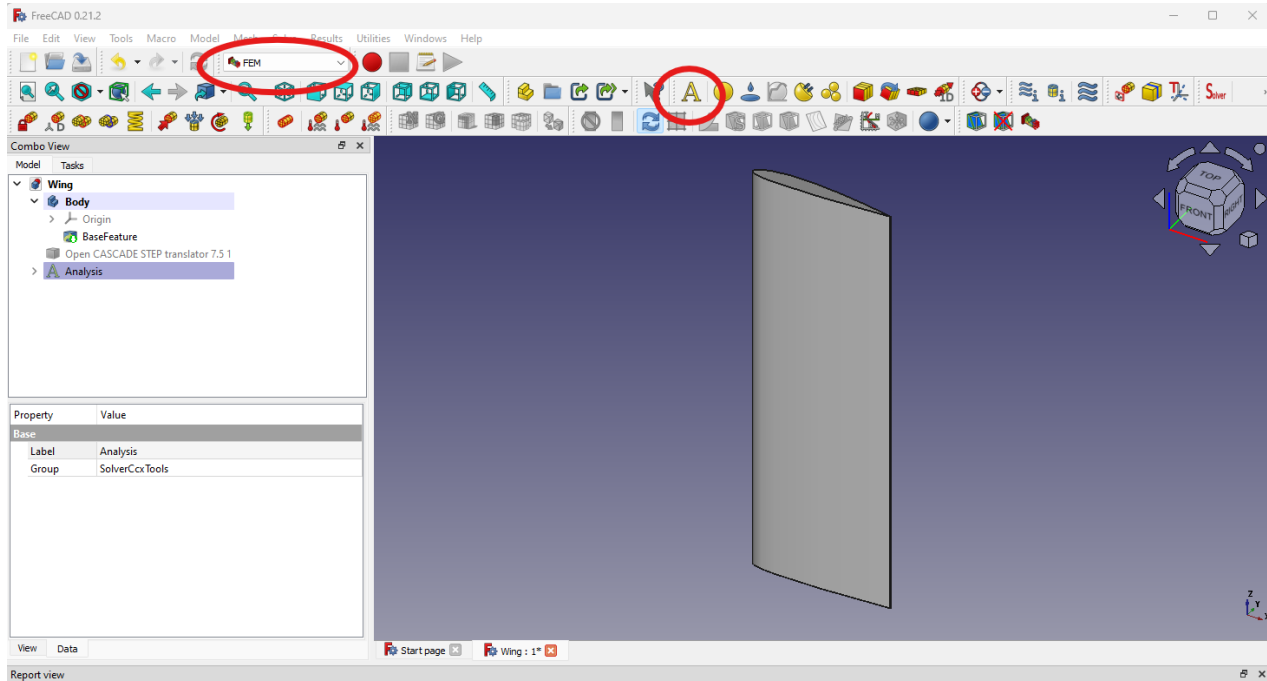 FreeCAD 0.21.2
File Edit View Tools Macro Model Mesh Solve Results Utilities Windows Help
FEM
A
Solver
Combo View
Model Tasks
Wing
Body
Origin
BaseFeature
Open CASCADE STEP translator 7.5 1
A Analysis
Property Value
Base
Label Analysis
Group SolverCcxTools
View Data
TOP
FRONT
RIGHT
Z
Y
X
Start page
Wing : 1*
Report view